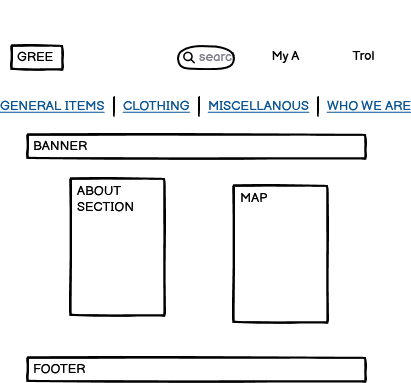 GREE
searc
My A
Trol
GENERAL ITEMS | CLOTHING | MISCELLANOUS | WHO WE ARE
BANNER
ABOUT
SECTION
MAP
FOOTER